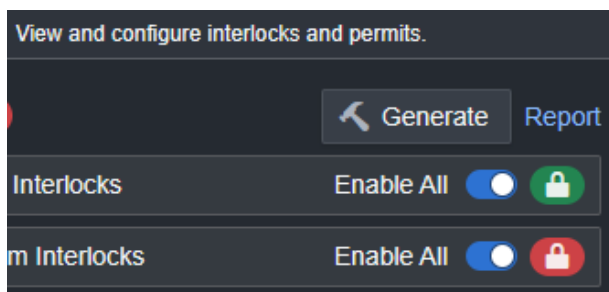 View and configure interlocks and permits.
Generate Report
Interlocks Enable All
m Interlocks Enable All